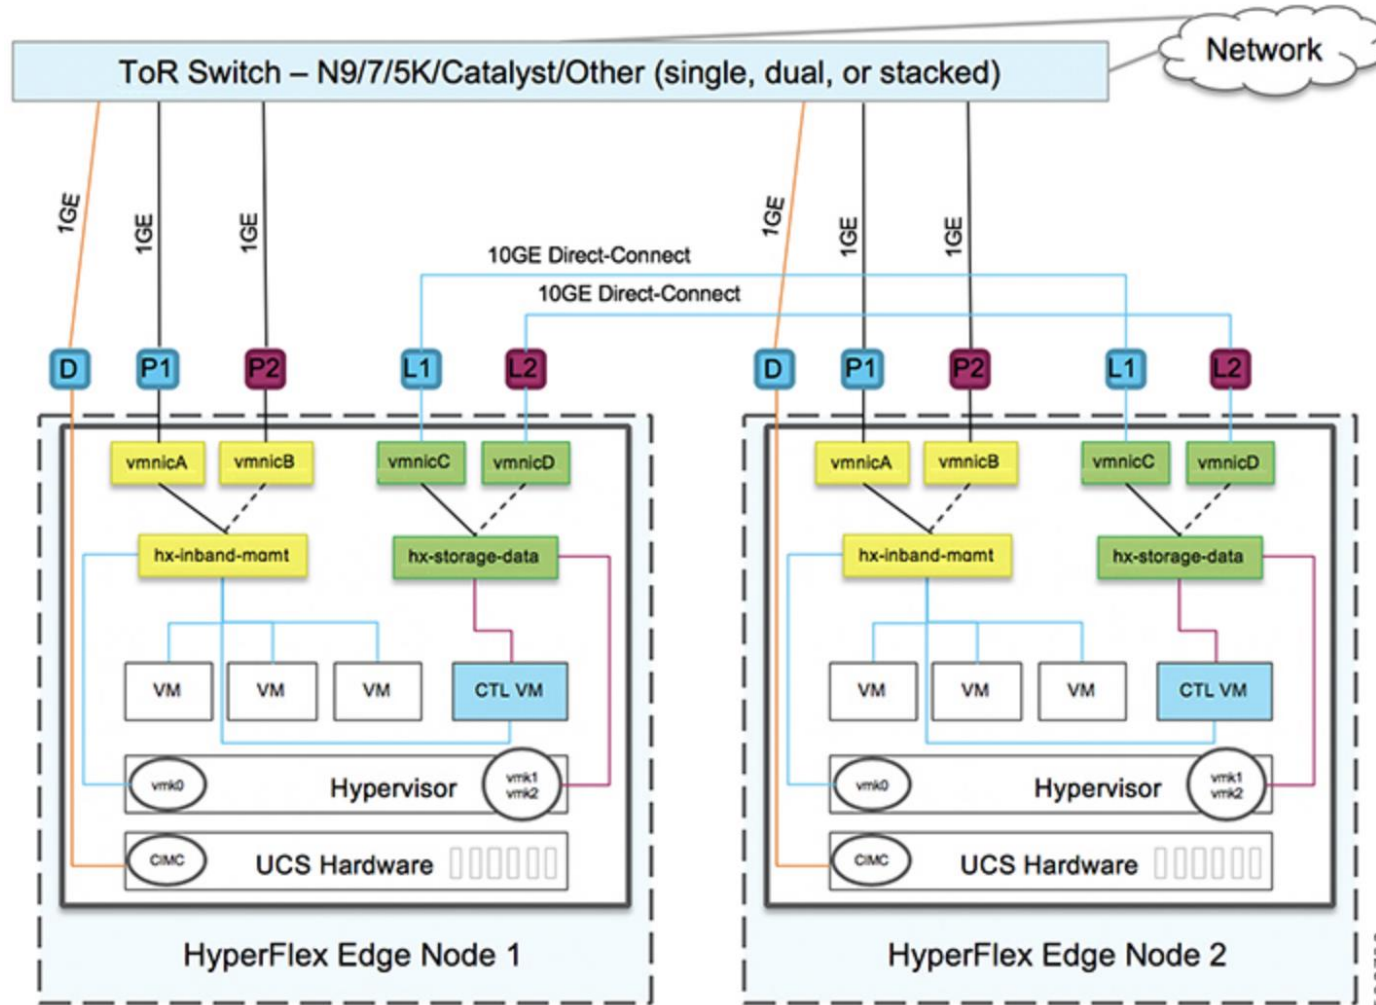 Network
ToR Switch – N9/7/5K/Catalyst/Other (single, dual, or stacked)
1GE
1GE
1GE
1GE
1GE
1GE
10GE Direct-Connect
10GE Direct-Connect
D
P1
P2
L1
L2
D
P1
P2
L1
L2
vmnicA
vmnicB
vmnicC
vmnicD
vmnicA
vmnicB
vmnicC
vmnicD
hx-inband-mgmt
hx-storage-data
hx-inband-mgmt
hx-storage-data
VM
VM
VM
CTL VM
VM
VM
VM
CTL VM
vmk0
Hypervisor
vmk1
vmk2
vmk0
Hypervisor
vmk1
vmk2
CIMC
UCS Hardware
CIMC
UCS Hardware
HyperFlex Edge Node 1
HyperFlex Edge Node 2